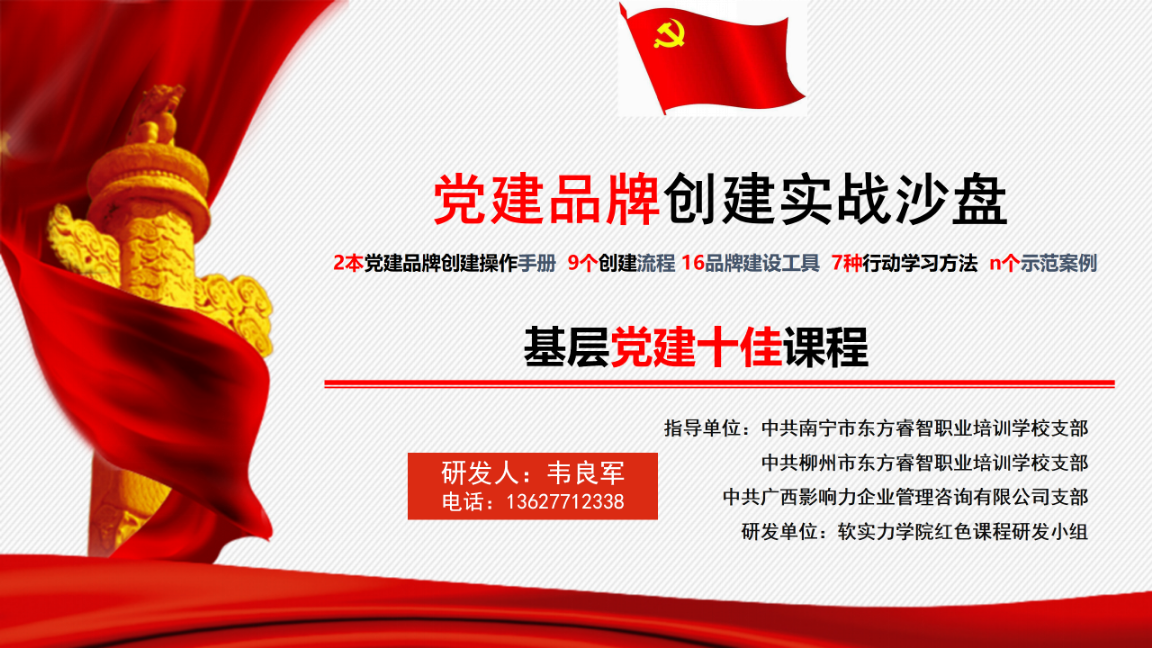 党建品牌创建实战沙盘
2本党建品牌创建操作手册 9个创建流程 16品牌建设工具 7种行动学习方法 n个示范案例
基层党建十佳课程
指导单位：中共南宁市东方睿智职业培训学校支部
中共柳州市东方睿智职业培训学校支部
中共广西影响力企业管理咨询有限公司支部
研发单位：软实力学院红色课程研发小组
研发人：韦良军
电话：13627712338